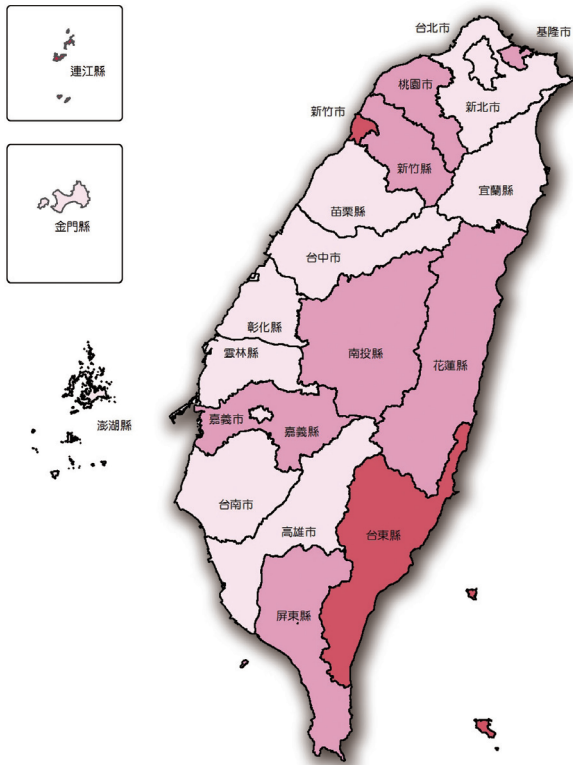 台北市
基隆市
連江縣
桃園市
新竹市
新北市
新竹縣
宜蘭縣
苗栗縣
金門縣
台中市
彰化縣
雲林縣
南投縣
花蓮縣
嘉義市
澎湖縣
嘉義縣
台南市
高雄市
台東縣
屏東縣